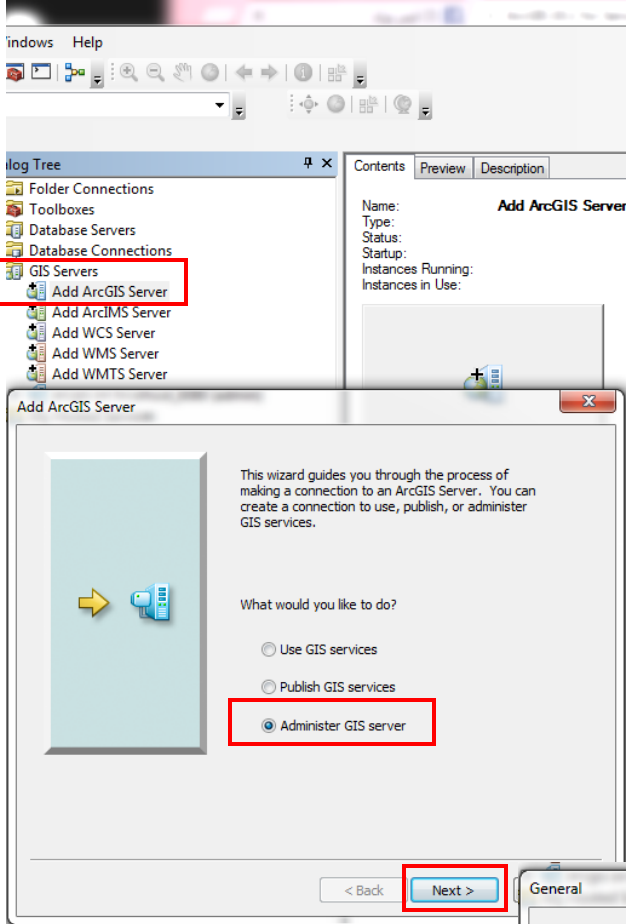 Help
log Tree
Folder Connections
Toolboxes
Database Servers
Database Connections
GIS Servers
Add ArcGIS Server
Add ArcIMS Server
Add WCS Server
Add WMS Server
Add WMTS Server
Contents Preview Description
Name: Add ArcGIS Server
Type:
Status:
Startup:
Instances Running:
Instances in Use:
Add ArcGIS Server
This wizard guides you through the process of
making a connection to an ArcGIS Server. You can
create a connection to use, publish, or administer
GIS services.
What would you like to do?
Use GIS services
Publish GIS services
Administer GIS server
< Back Next >
General